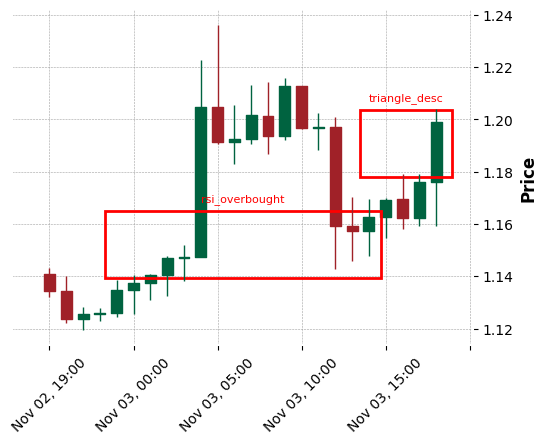 1.24
1.22
triangle_desc
1.20
1.18
Price
rsi_overbought
1.16
1.14
1.12
Nov 02, 19:00
Nov 03, 00:00
Nov 03, 05:00
Nov 03, 10:00
Nov 03, 15:00